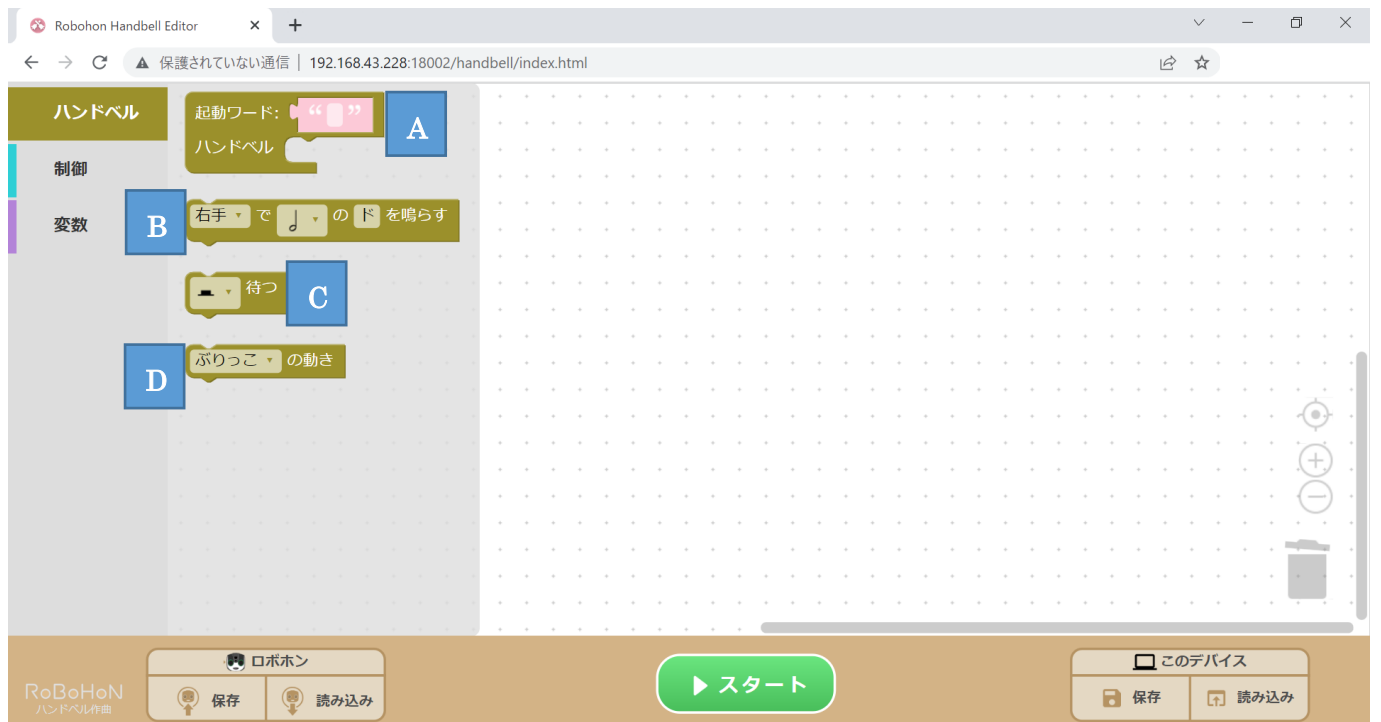 Robohon Handbell Editor
保護されていない通信 | 192.168.43.228:18002/handbell/index.html
ハンドベル
制御
変数
起動ワード: “ ”
ハンドベル
A
B
右手 で の ド を鳴らす
待つ
C
D
ぶりっこ の動き
RoBoHoN
ハンドベル作曲
ロボホン
保存
読み込み
スタート
このデバイス
保存
読み込み